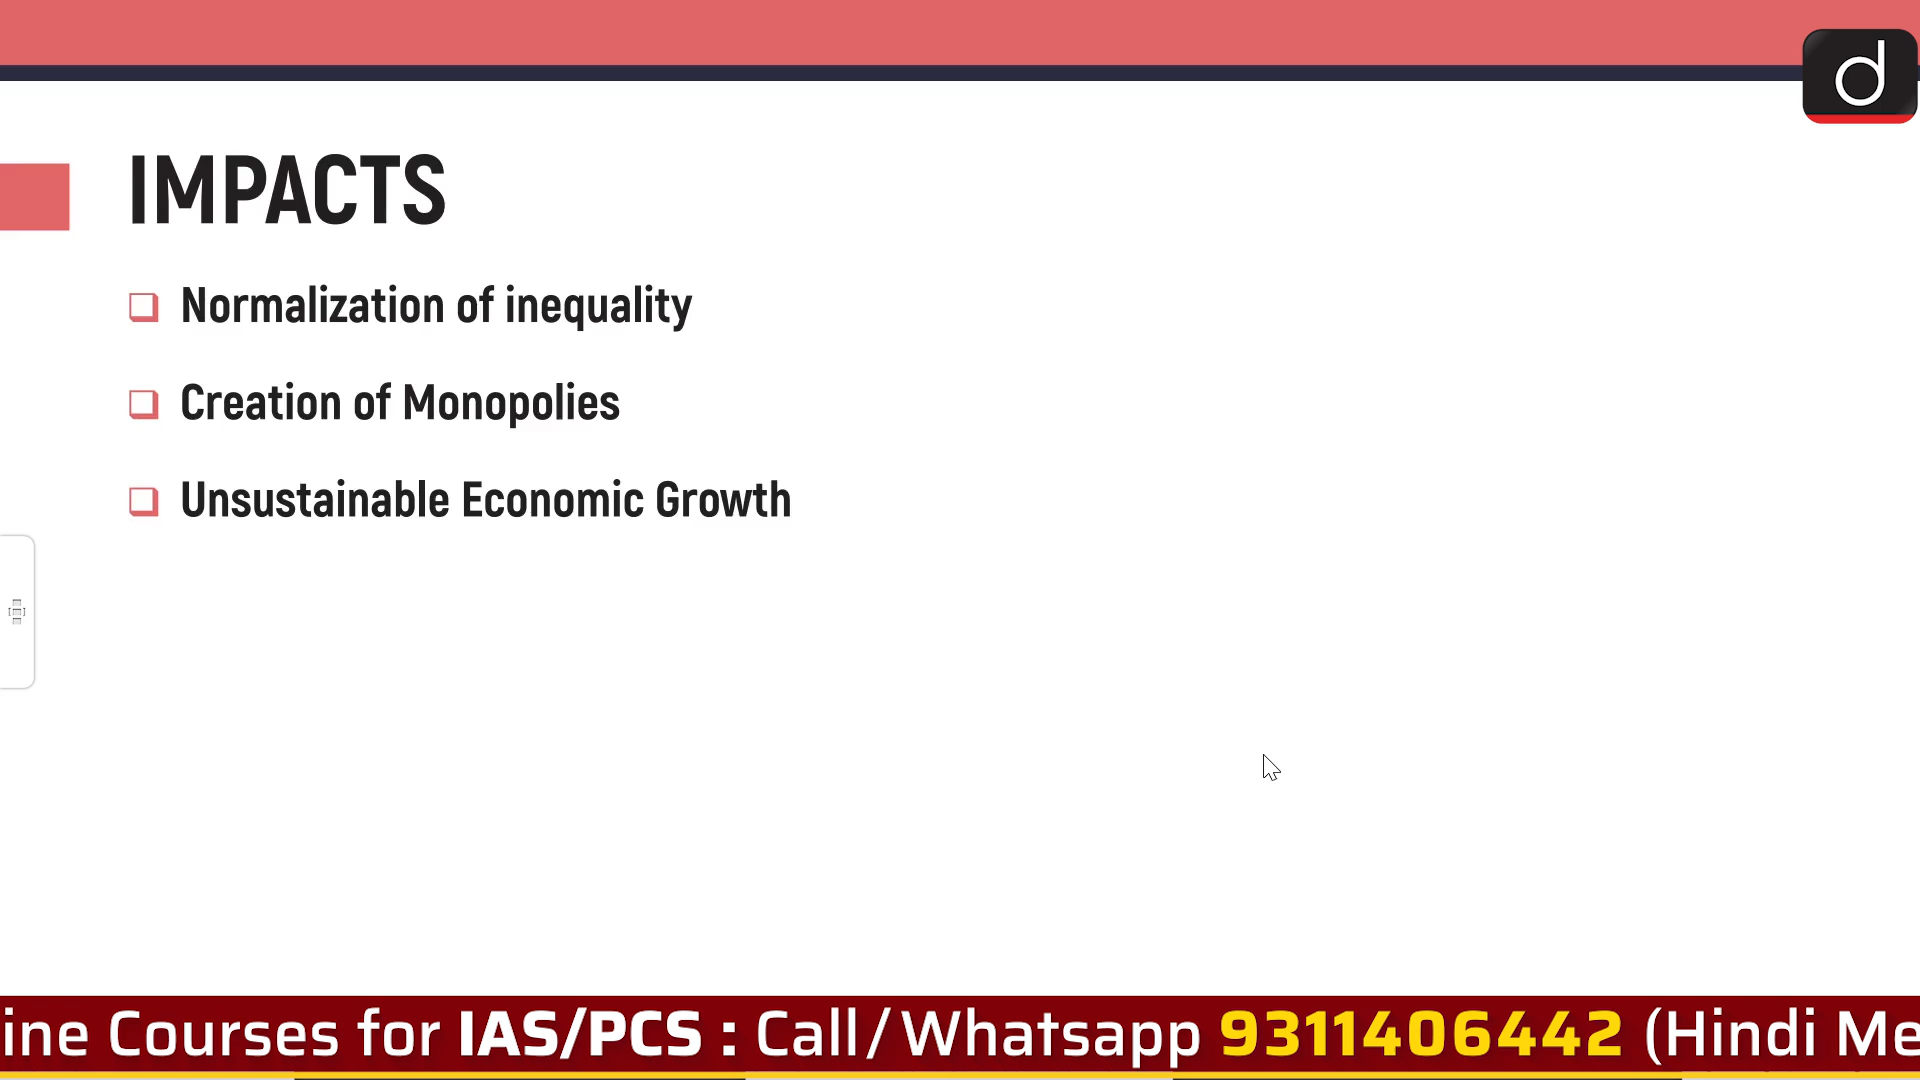 d
IMPACTS
Normalization of inequality
Creation of Monopolies
Unsustainable Economic Growth
ine Courses for IAS/PCS : Call/Whatsapp 9311406442 (Hindi Me